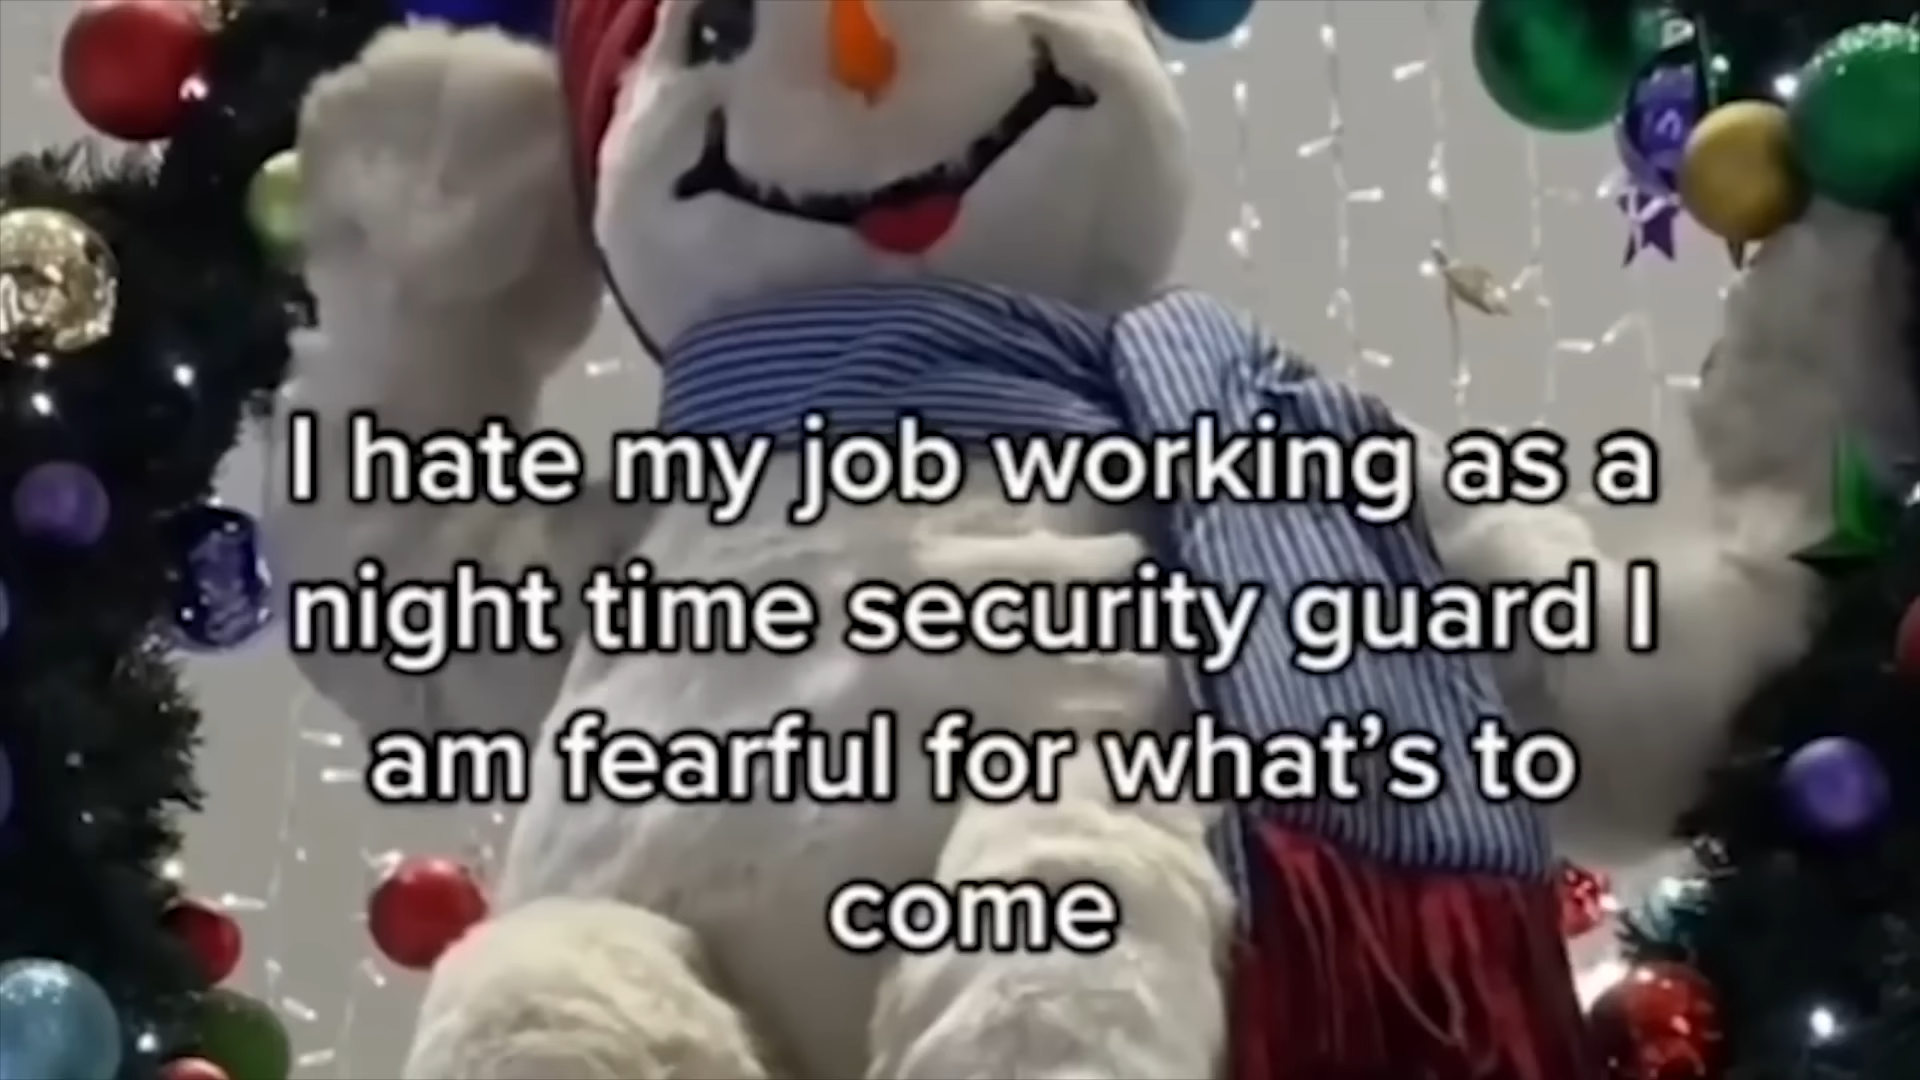 I hate my job working as a
night time security guard I
am fearful for what’s to
come